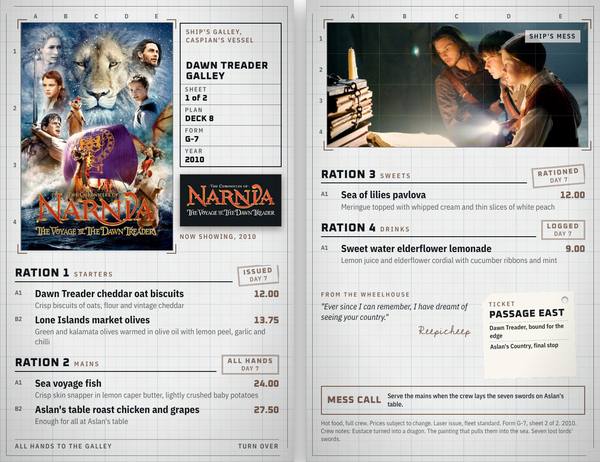 A B C D E
1
2
3
4
THE CHRONICLES OF
NARNIA
THE VOYAGE OF THE DAWN TREADER
SHIP'S GALLEY,
CASPIAN'S VESSEL
DAWN TREADER
GALLEY
SHEET
1 of 2
PLAN
DECK 8
FORM
G-7
YEAR
2010
THE CHRONICLES OF
NARNIA
THE VOYAGE OF THE DAWN TREADER
NOW SHOWING, 2010
RATION 1 STARTERS
ISSUED
DAY 7
A1 Dawn Treader cheddar oat biscuits 12.00
Crisp biscuits of oats, flour and vintage cheddar
B2 Lone Islands market olives 13.75
Green and kalamata olives warmed in olive oil with lemon peel, garlic and
chilli
RATION 2 MAINS
ALL HANDS
DAY 7
A1 Sea voyage fish 24.00
Crisp skin snapper in lemon caper butter, lightly crushed baby potatoes
B2 Aslan's table roast chicken and grapes 27.50
Enough for all at Aslan's table
ALL HANDS TO THE GALLEY TURN OVER
A B C D E
1
2
3
4
SHIP'S MESS
RATION 3 SWEETS
RATIONED
DAY 7
A1 Sea of lilies pavlova 12.00
Meringue topped with whipped cream and thin slices of white peach
RATION 4 DRINKS
LOGGED
DAY 7
A1 Sweet water elderflower lemonade 9.00
Lemon juice and elderflower cordial with cucumber ribbons and mint
FROM THE WHEELHOUSE
"Ever since I can remember, I have dreamt of
seeing your country."
Reepicheep
TICKET
PASSAGE EAST
Dawn Treader, bound for the
edge
Aslan's Country, final stop
MESS CALL Serve the mains when the crew lays the seven swords on Aslan's
table.
Hot food, full crew. Prices subject to change. Laser issue, fleet standard. Form G-7, sheet 2 of 2. 2010.
Crew notes: Eustace turned into a dragon. The painting that pulls them into the sea. Seven lost lords'
swords.